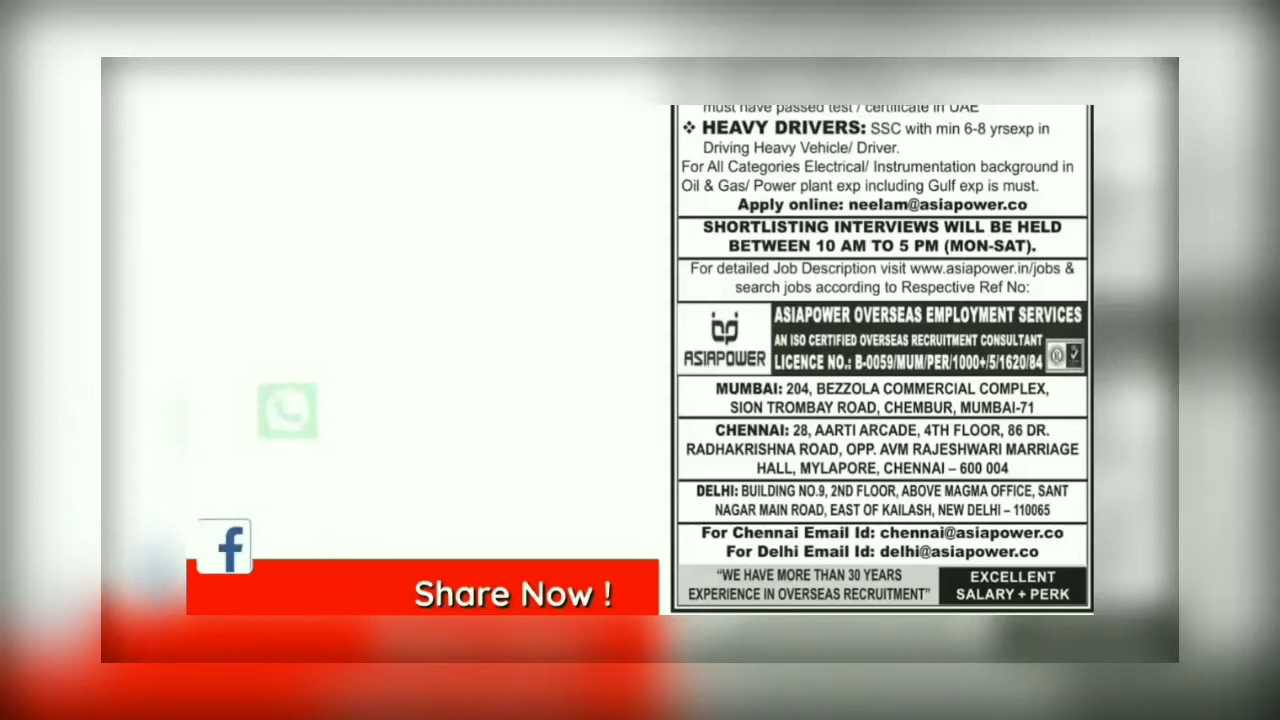 must have passed test / certificate in UAE
❖ HEAVY DRIVERS: SSC with min 6-8 yrsexp in
Driving Heavy Vehicle/ Driver.
For All Categories Electrical/ Instrumentation background in
Oil & Gas/ Power plant exp including Gulf exp is must.
Apply online: neelam@asiapower.co
SHORTLISTING INTERVIEWS WILL BE HELD
BETWEEN 10 AM TO 5 PM (MON-SAT).
For detailed Job Description visit www.asiapower.in/jobs &
search jobs according to Respective Ref No:
ASIAPOWER
ASIAPOWER OVERSEAS EMPLOYMENT SERVICES
AN ISO CERTIFIED OVERSEAS RECRUITMENT CONSULTANT
LICENCE NO.: B-0059/MUM/PER/1000+/5/1620/84
MUMBAI: 204, BEZZOLA COMMERCIAL COMPLEX,
SION TROMBAY ROAD, CHEMBUR, MUMBAI-71
CHENNAI: 28, AARTI ARCADE, 4TH FLOOR, 86 DR.
RADHAKRISHNA ROAD, OPP. AVM RAJESHWARI MARRIAGE
HALL, MYLAPORE, CHENNAI – 600 004
DELHI: BUILDING NO.9, 2ND FLOOR, ABOVE MAGMA OFFICE, SANT
NAGAR MAIN ROAD, EAST OF KAILASH, NEW DELHI – 110065
For Chennai Email Id: chennai@asiapower.co
For Delhi Email Id: delhi@asiapower.co
"WE HAVE MORE THAN 30 YEARS
EXPERIENCE IN OVERSEAS RECRUITMENT"
EXCELLENT
SALARY + PERK
Share Now !